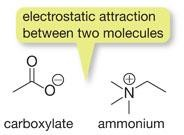 electrostatic attraction
between two molecules
O
O
⊖
⊕
N
carboxylate
ammonium